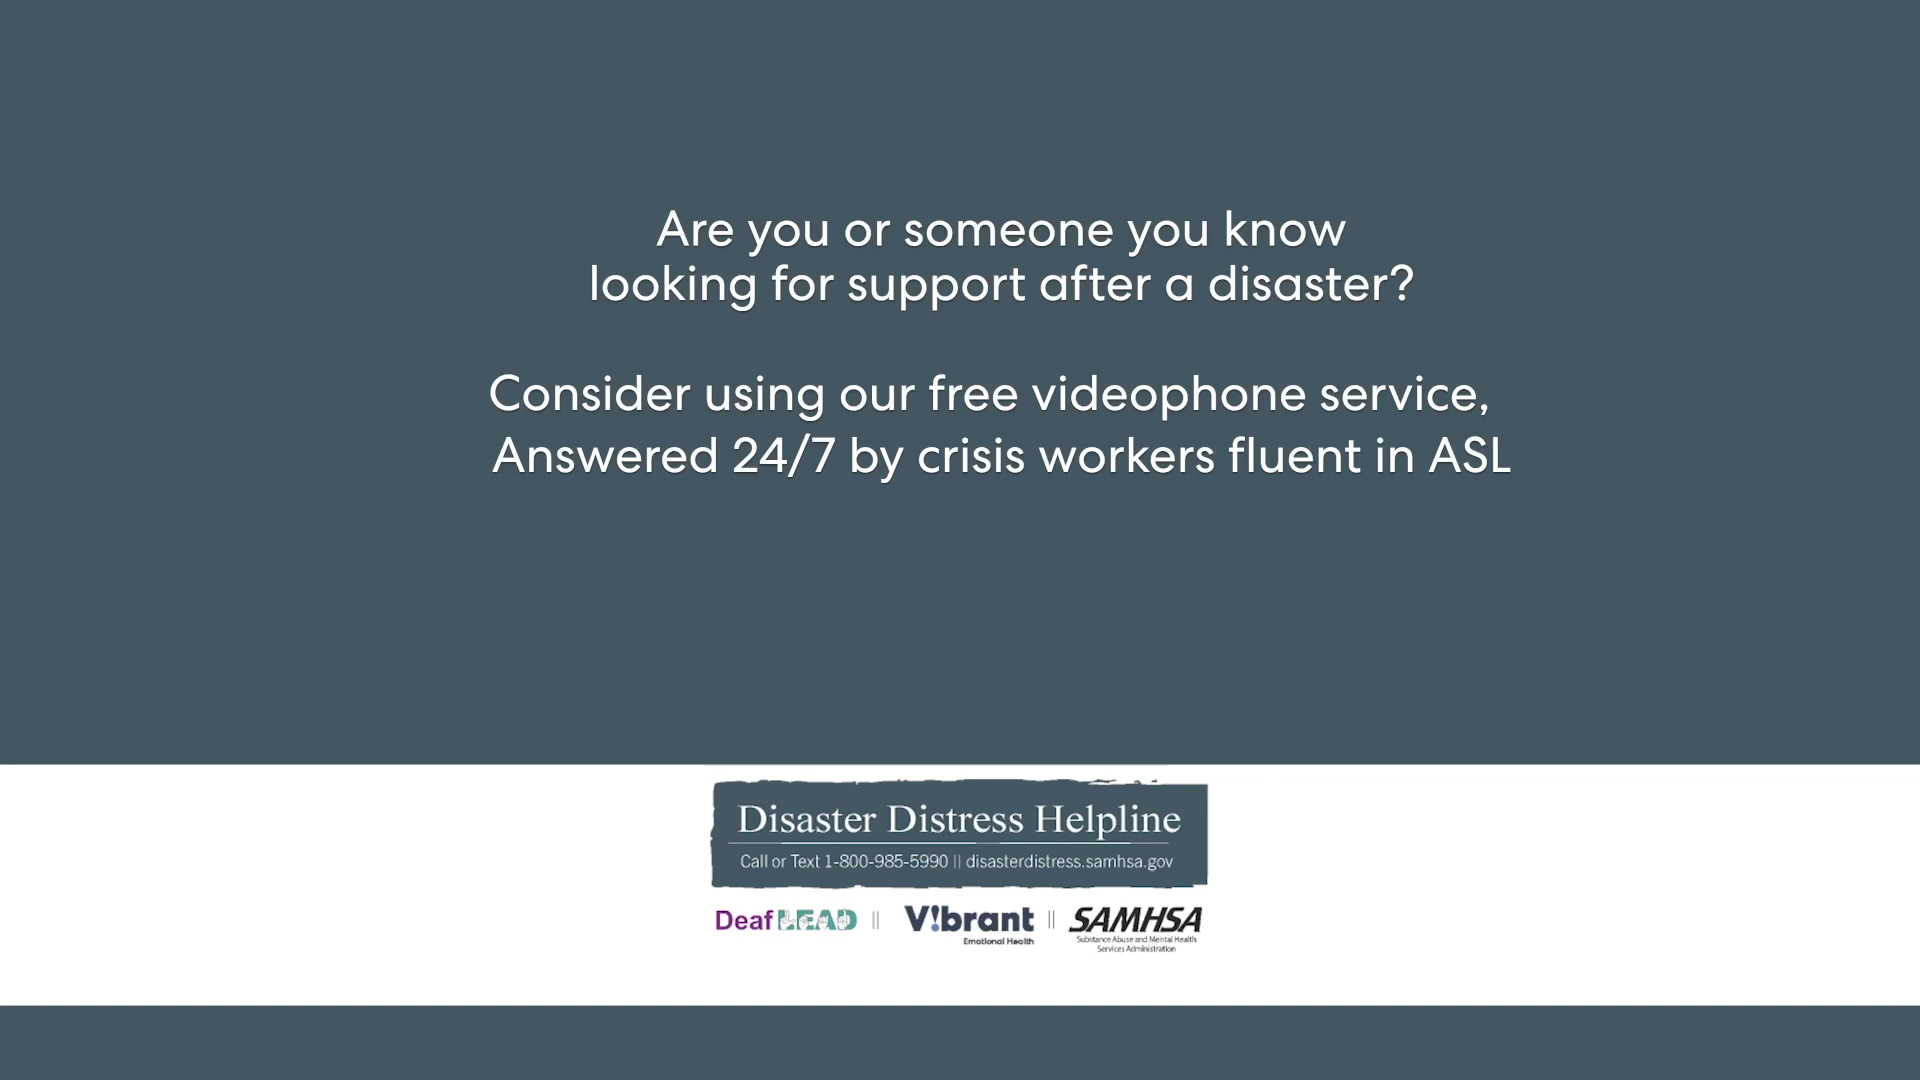 Are you or someone you know
looking for support after a disaster?
Consider using our free videophone service,
Answered 24/7 by crisis workers fluent in ASL
Disaster Distress Helpline
Call or Text 1-800-985-5990 || disasterdistress.samhsa.gov
Deaf LEAD || V!brant || SAMHSA
Emotional Health
Substance Abuse and Mental Health
Services Administration